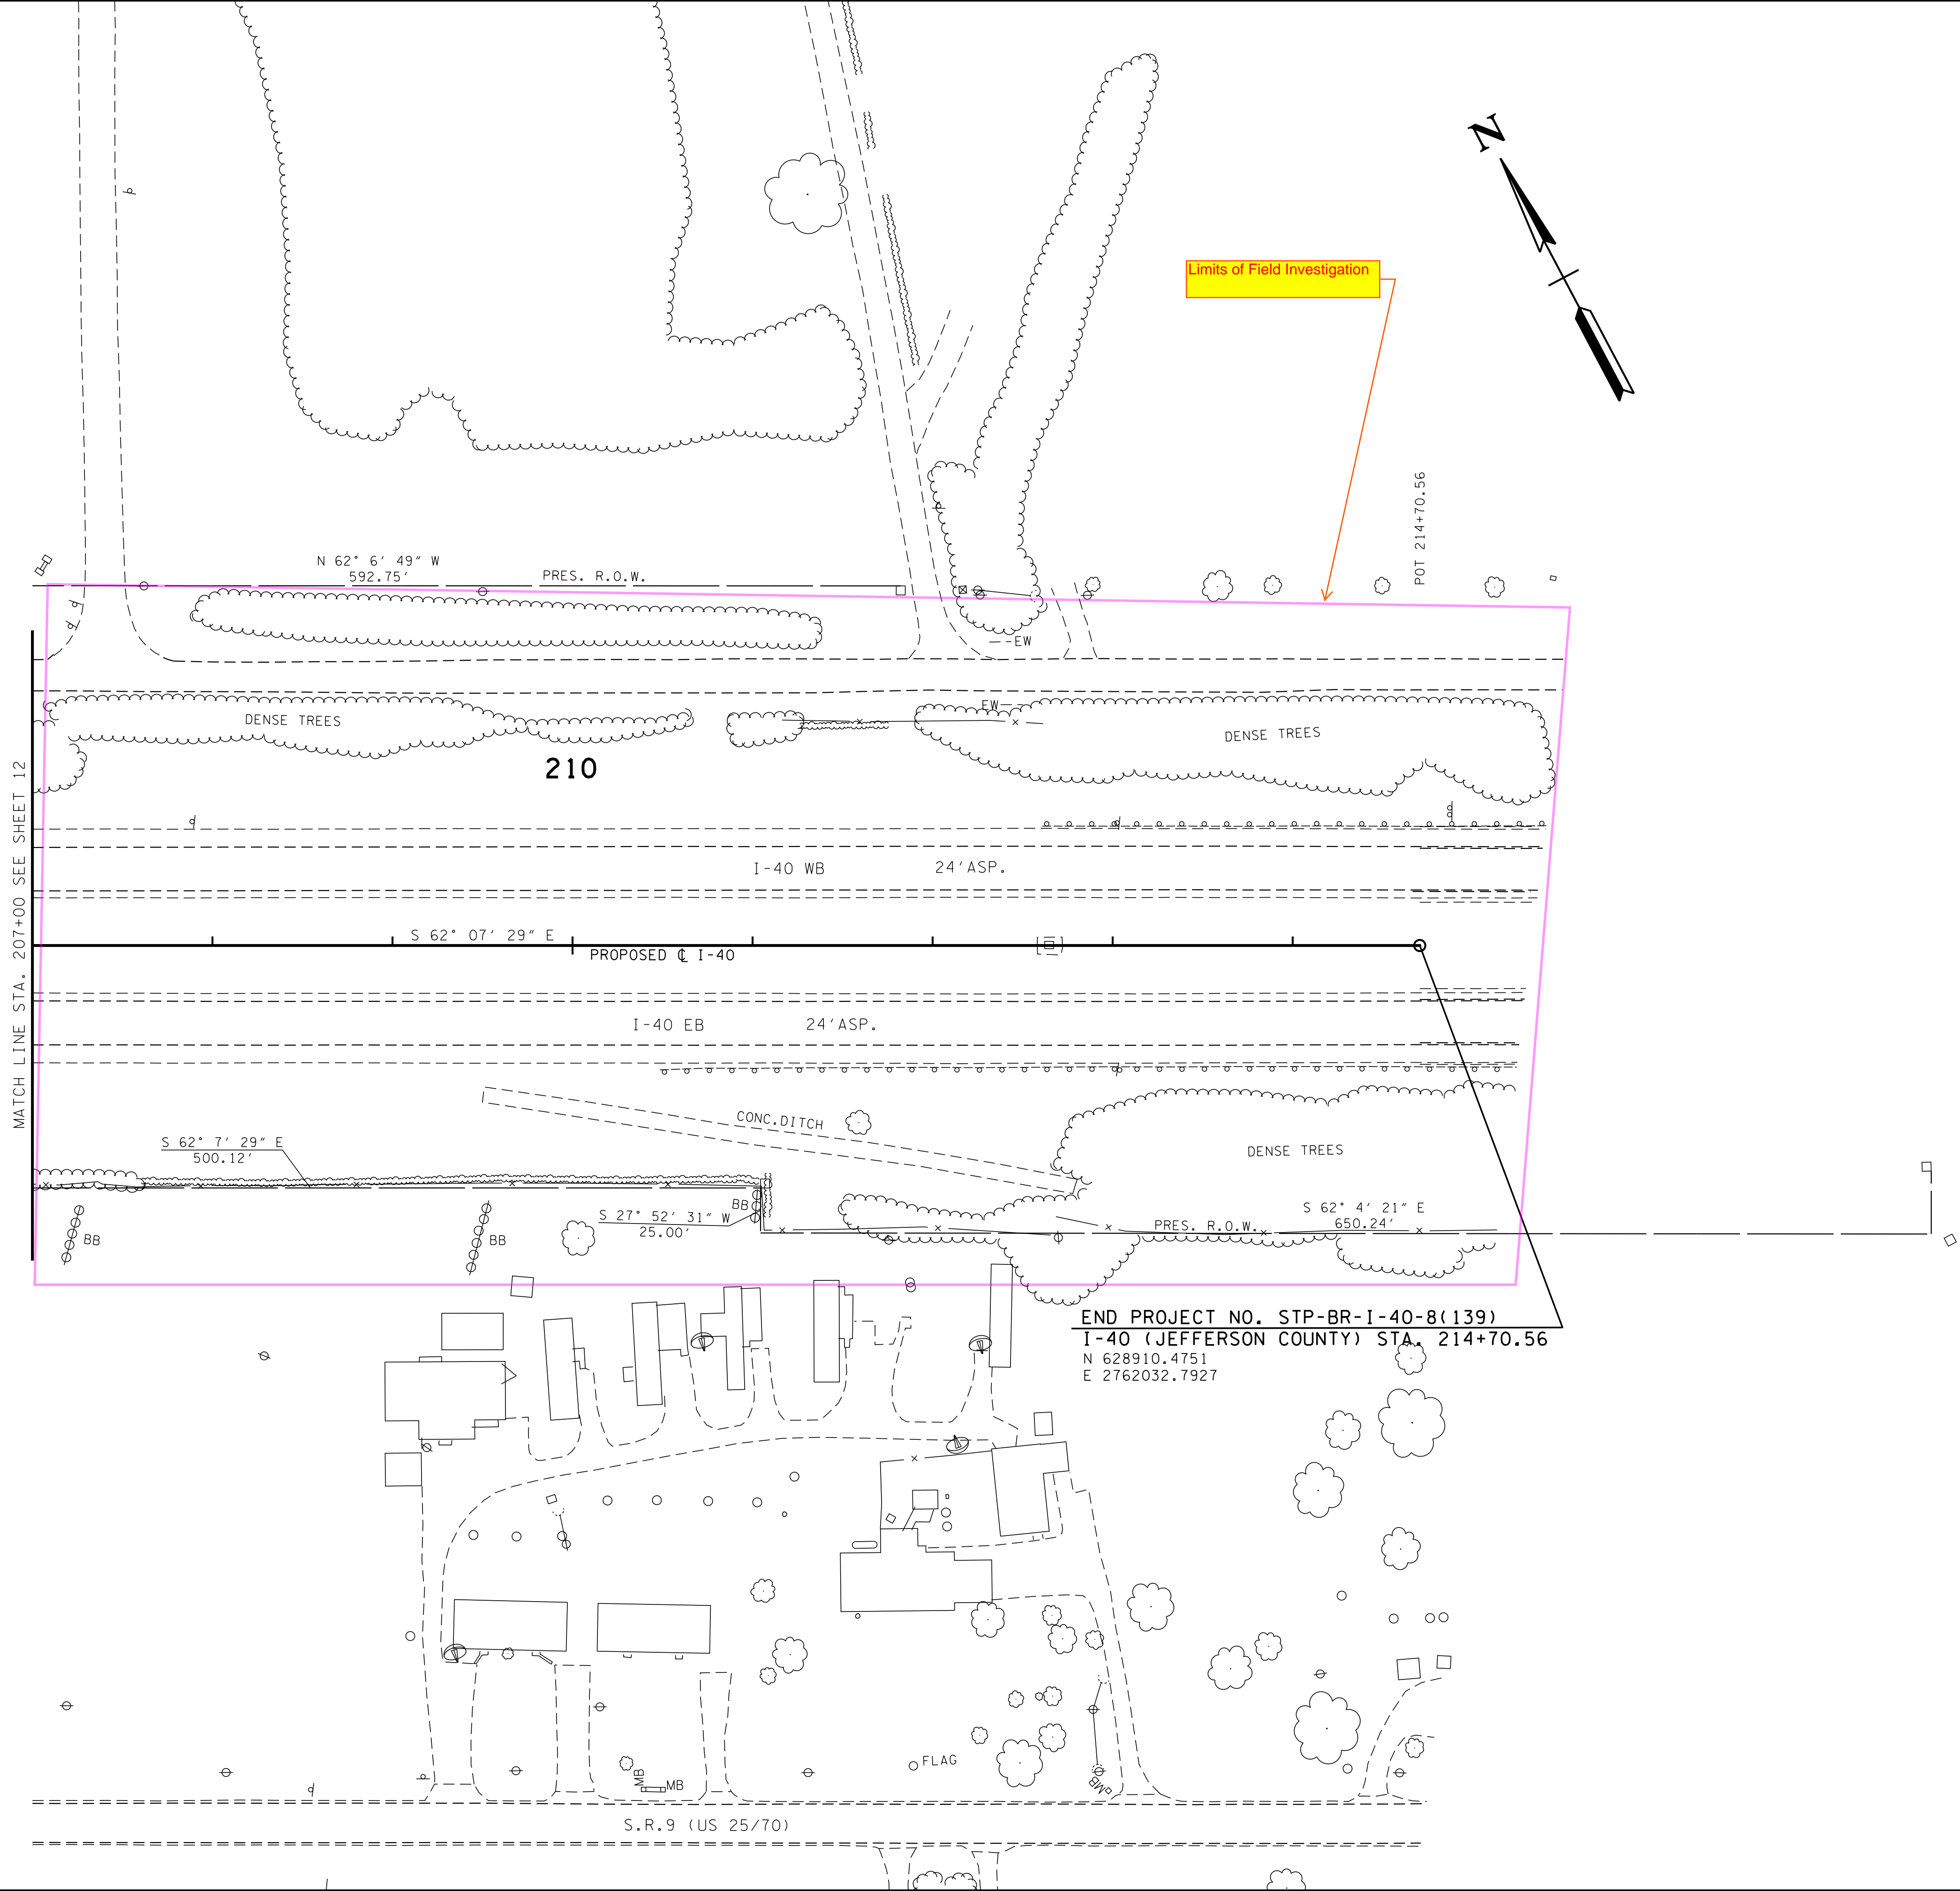 N
Limits of Field Investigation
POT 214+70.56
N 62° 6' 49" W
592.75'
PRES. R.O.W.
EW
EW
DENSE TREES
DENSE TREES
210
MATCH LINE STA. 207+00 SEE SHEET 12
I-40 WB
24'ASP.
S 62° 07' 29" E
PROPOSED ℄ I-40
I-40 EB
24'ASP.
CONC.DITCH
S 62° 7' 29" E
500.12'
DENSE TREES
BB
BB
BB
S 27° 52' 31" W
25.00'
PRES. R.O.W.
S 62° 4' 21" E
650.24'
END PROJECT NO. STP-BR-I-40-8(139)
I-40 (JEFFERSON COUNTY) STA. 214+70.56
N 628910.4751
E 2762032.7927
FLAG
MB
MB
MB
S.R.9 (US 25/70)